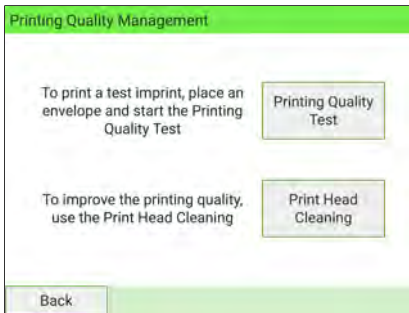 Printing Quality Management
To print a test imprint, place an
envelope and start the Printing
Quality Test
Printing Quality
Test
To improve the printing quality,
use the Print Head Cleaning
Print Head
Cleaning
Back